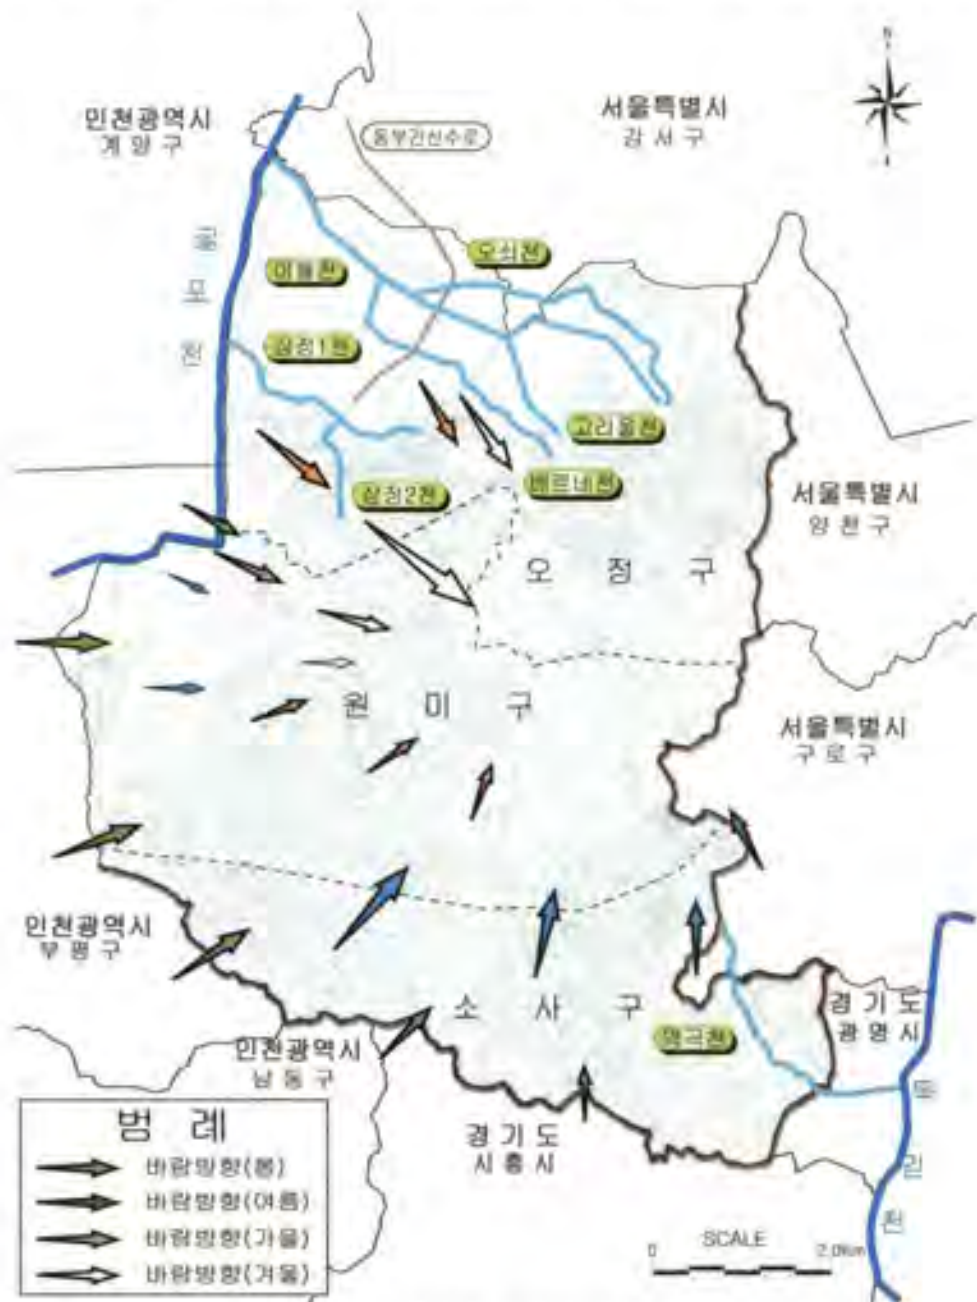 N
인천광역시
계양구
동부간선수로
서울특별시
강서구
굴
포
천
오쇠천
삼정1천
고리울천
베르네천
삼정2천
서울특별시
양천구
오 정 구
원 미 구
서울특별시
구로구
인천광역시
부평구
소 사 구
역곡천
경기도
광명시
인천광역시
남동구
경기도
시흥시
천
범 례
바람방향(봄)
바람방향(여름)
바람방향(가을)
바람방향(겨울)
SCALE
0 2.0Km